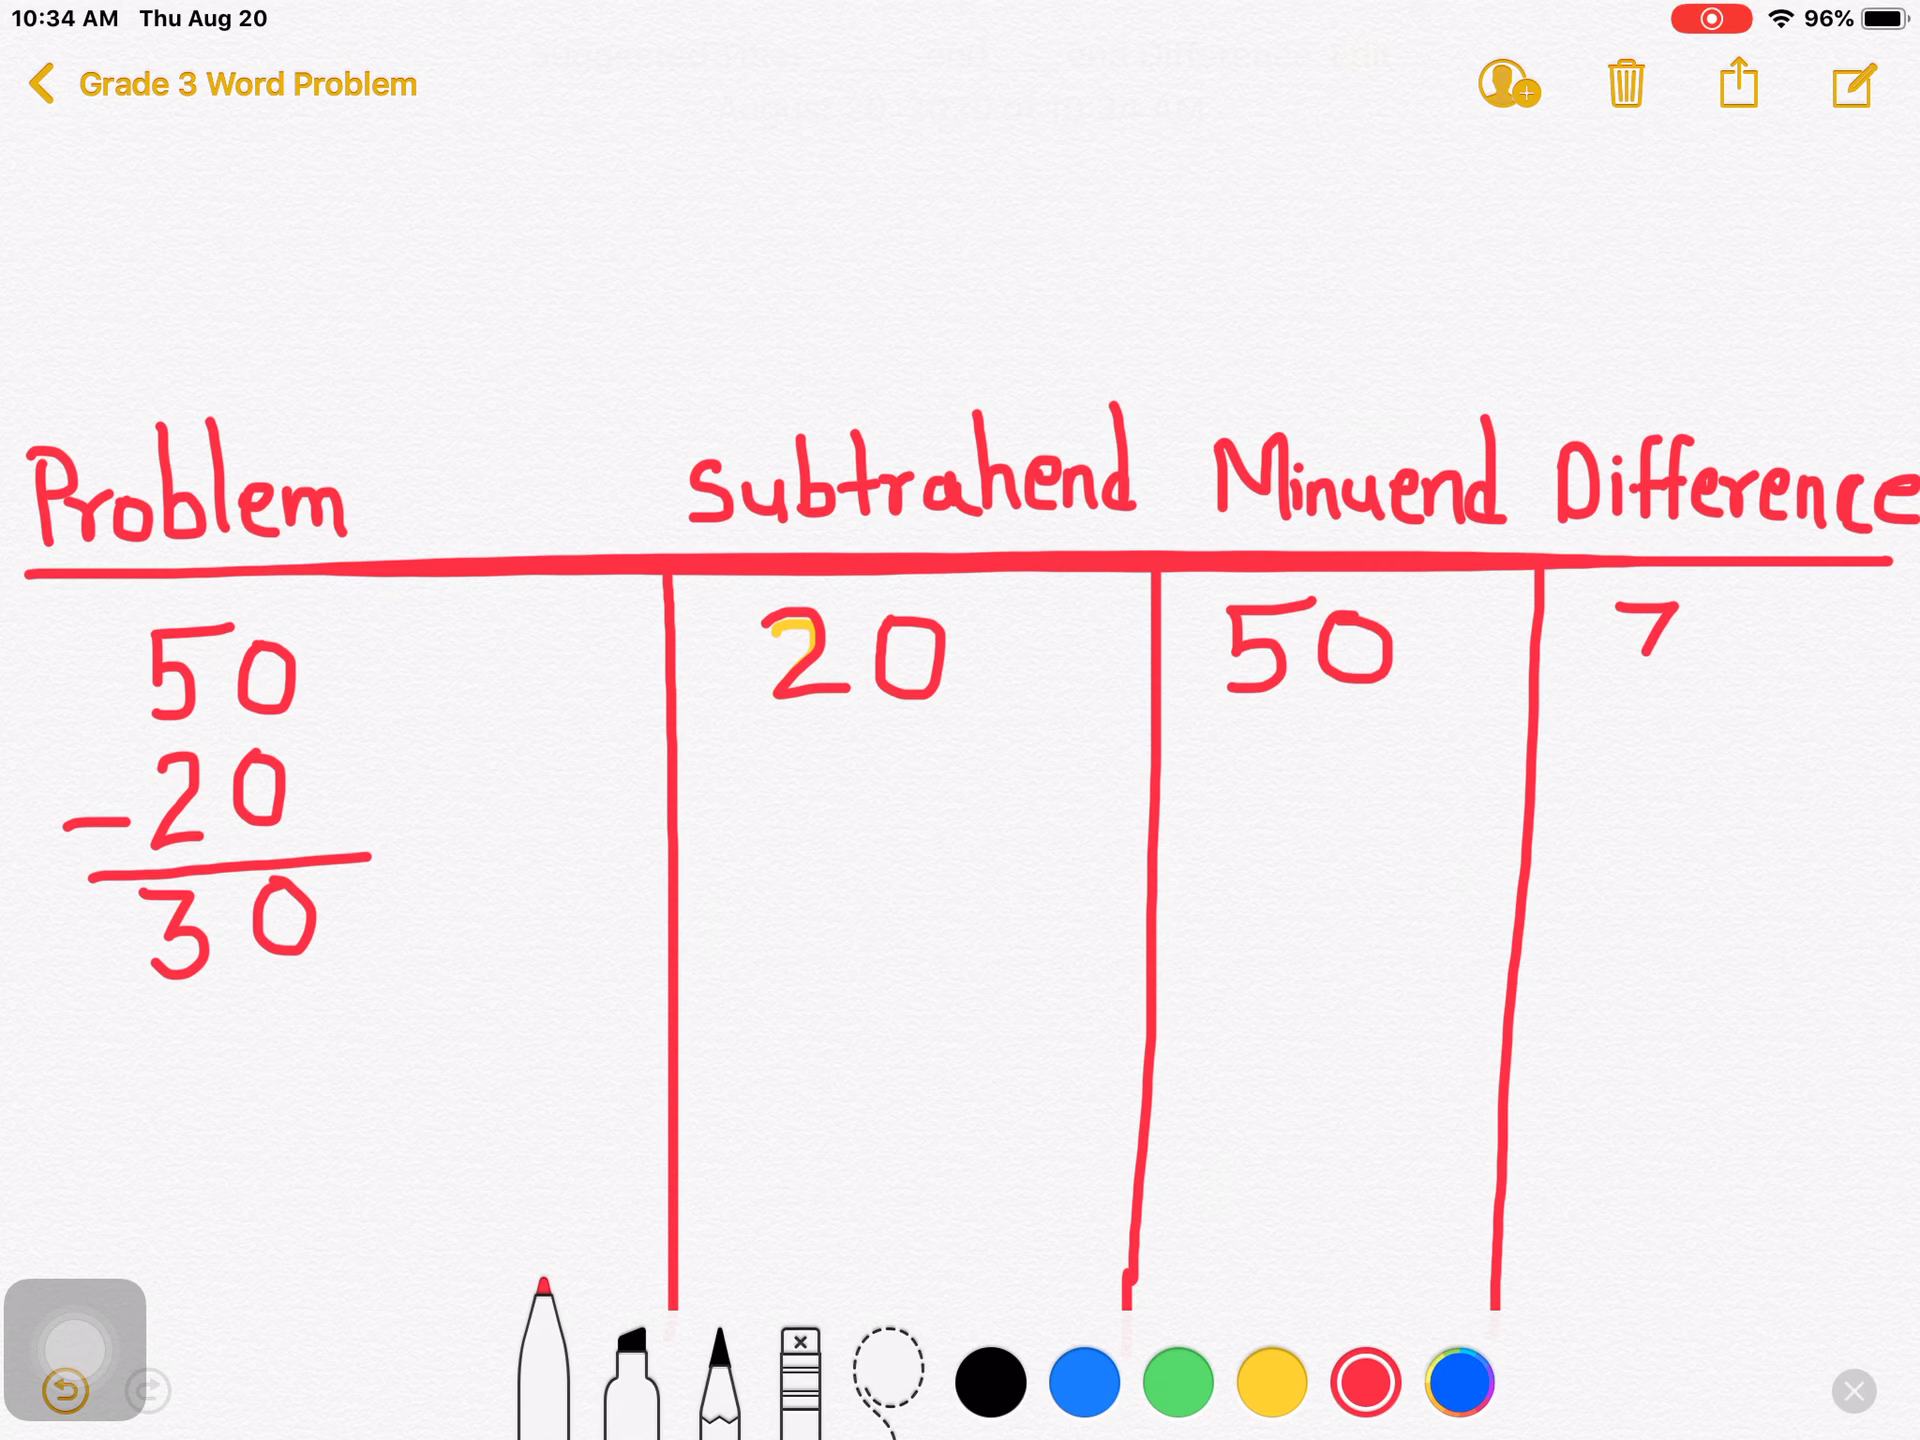 10:34 AM Thu Aug 20 96%
Grade 3 Word Problem
Problem Subtrahend Minuend Difference
50 20 50
- 20
30